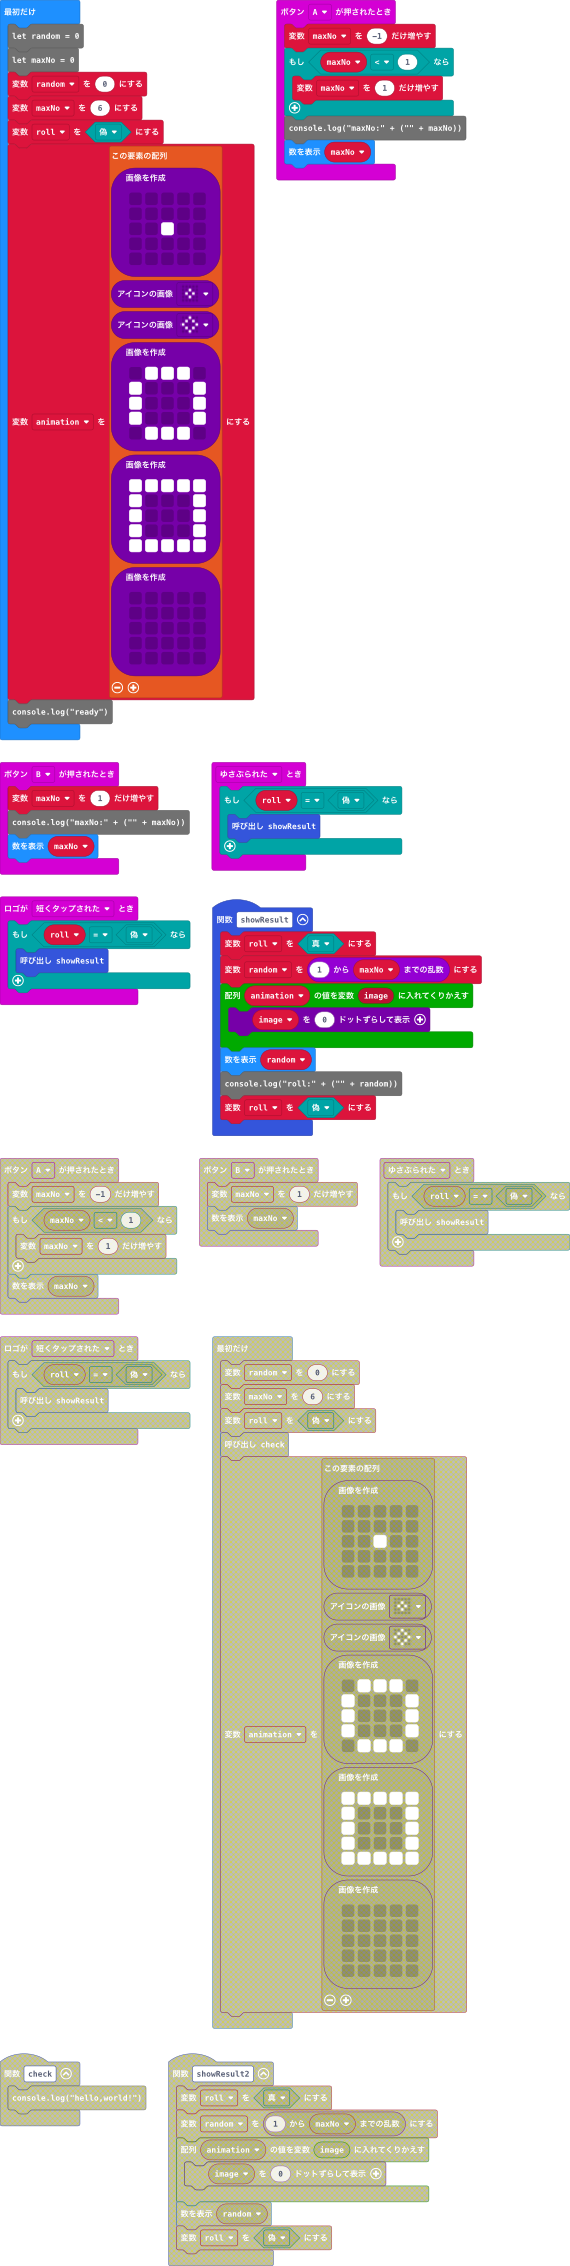 最初だけ
let random = 0
let maxNo = 0
変数 random を 0 にする
変数 maxNo を 6 にする
変数 roll を 偽 にする
この要素の配列
画像を作成
アイコンの画像
アイコンの画像
画像を作成
変数 animation を にする
画像を作成
画像を作成
console.log("ready")
ボタン A が押されたとき
変数 maxNo を -1 だけ増やす
もし maxNo < 1 なら
変数 maxNo を 1 だけ増やす
console.log("maxNo:" + ("" + maxNo))
数を表示 maxNo
ボタン B が押されたとき
変数 maxNo を 1 だけ増やす
console.log("maxNo:" + ("" + maxNo))
数を表示 maxNo
ゆさぶられた とき
もし roll = 偽 なら
呼び出し showResult
ロゴが 短くタップされた とき
もし roll = 偽 なら
呼び出し showResult
関数 showResult
変数 roll を 真 にする
変数 random を 1 から maxNo までの乱数 にする
配列 animation の値を変数 image に入れてくりかえす
image を 0 ドットずらして表示
数を表示 random
console.log("roll:" + ("" + random))
変数 roll を 偽 にする
ボタン A が押されたとき
変数 maxNo を -1 だけ増やす
もし maxNo < 1 なら
変数 maxNo を 1 だけ増やす
数を表示 maxNo
ボタン B が押されたとき
変数 maxNo を 1 だけ増やす
数を表示 maxNo
ゆさぶられた とき
もし roll = 偽 なら
呼び出し showResult
ロゴが 短くタップされた とき
もし roll = 偽 なら
呼び出し showResult
最初だけ
変数 random を 0 にする
変数 maxNo を 6 にする
変数 roll を 偽 にする
呼び出し check
この要素の配列
画像を作成
アイコンの画像
アイコンの画像
画像を作成
変数 animation を にする
画像を作成
画像を作成
関数 check
console.log("hello,world!")
関数 showResult2
変数 roll を 真 にする
変数 random を 1 から maxNo までの乱数 にする
配列 animation の値を変数 image に入れてくりかえす
image を 0 ドットずらして表示
数を表示 random
変数 roll を 偽 にする